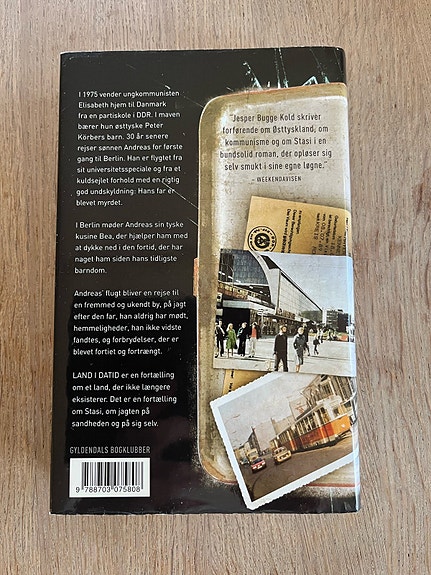 I 1975 vender ungkommunisten
Elisabeth hjem til Danmark
fra en partiskole i DDR. I maven
bærer hun østtyske Peter
Körbers barn. 30 år senere
rejser sønnen Andreas for første
gang til Berlin. Han er flygtet fra
sit universitetsspeciale og fra et
kuldsejlet forhold med en rigtig
god undskyldning: Hans far er
blevet myrdet.
I Berlin møder Andreas sin tyske
kusine Bea, der hjælper ham med
at dykke ned i den fortid, der har
naget ham siden hans tidligste
barndom.
Andreas' flugt bliver en rejse til
en fremmed og ukendt by, på jagt
efter den far, han aldrig har mødt,
hemmeligheder, han ikke vidste
fandtes, og forbrydelser, der er
blevet fortiet og fortrængt.
LAND I DATID er en fortælling
om et land, der ikke længere
eksisterer. Det er en fortælling
om Stasi, om jagten på
sandheden og på sig selv.
GYLDENDALS BOGKLUBBER
9 788703 075808
"Jesper Bugge Kold skriver
forførende om Østtyskland, om
kommunisme og om Stasi i en
bundsolid roman, der opløser sig
selv smukt i sine egne løgne."
– WEEKENDAVISEN